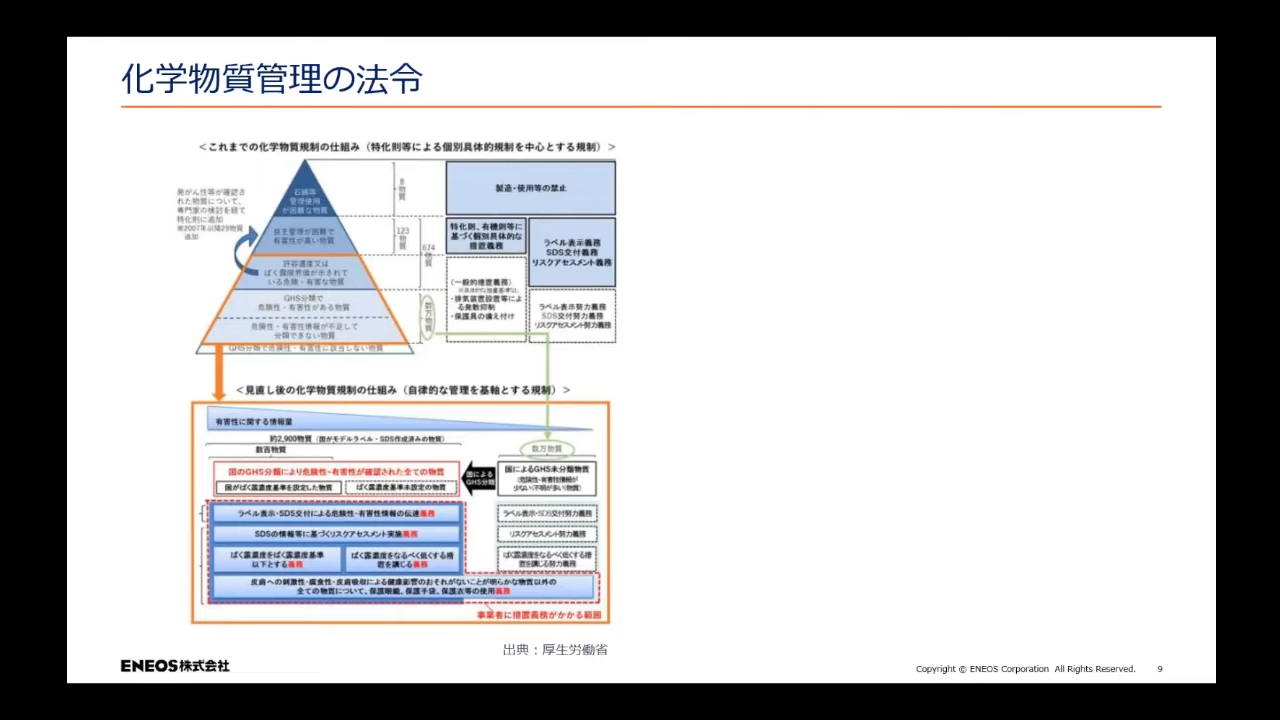 化学物質管理の法令
＜これまでの化学物質規制の仕組み（特化則等による個別具体的規制を中心とする規制）＞
発がん性等が確認さ
れた物質について、
専門家の検討を経て
特化則に追加
※2007年以降29物質
追加
石綿等
管理使用
が困難な物質
自主管理が困難で
有害性が高い物質
許容濃度又は
ばく露限界値が示されて
いる危険・有害な物質
GHS分類で
危険性・有害性がある物質
危険性・有害性情報が不足して
分類できない物質
GHS分類で危険性・有害性に該当しない物質
8
物質
123
物質
674
物質
数万
物質
製造・使用等の禁止
特化則、有機則等に
基づく個別具体的な
措置義務
ラベル表示義務
SDS交付義務
リスクアセスメント義務
（一般的措置義務）
※具体的な措置基準なし
・排気装置設置等によ
る発散抑制
・保護具の備え付け
ラベル表示努力義務
SDS交付努力義務
リスクアセスメント努力義務
＜見直し後の化学物質規制の仕組み（自律的な管理を基軸とする規制）＞
有害性に関する情報量
約2,900物質（国がモデルラベル・SDS作成済みの物質）
数百物質
数万物質
国のGHS分類により危険性・有害性が確認された全ての物質
国がばく露濃度基準を設定した物質
ばく露濃度基準未設定の物質
国による
GHS分類
国によるGHS未分類物質
（危険性・有害性情報が
少ない（不明が多い）物質）
ラベル表示・SDS交付による危険性・有害性情報の伝達義務
ラベル表示・SDS交付努力義務
SDSの情報等に基づくリスクアセスメント実施義務
リスクアセスメント努力義務
ばく露濃度をばく露濃度基準
以下とする義務
ばく露濃度をなるべく低くする措
置を講じる義務
ばく露濃度をなるべく低くする措
置を講じる努力義務
皮膚への刺激性・腐食性・皮膚吸収による健康影響のおそれがないことが明らかな物質以外の
全ての物質について、保護眼鏡、保護手袋、保護衣等の使用義務
事業者に措置義務がかかる範囲
出典：厚生労働省
ENEOS株式会社
Copyright © ENEOS Corporation All Rights Reserved.
9